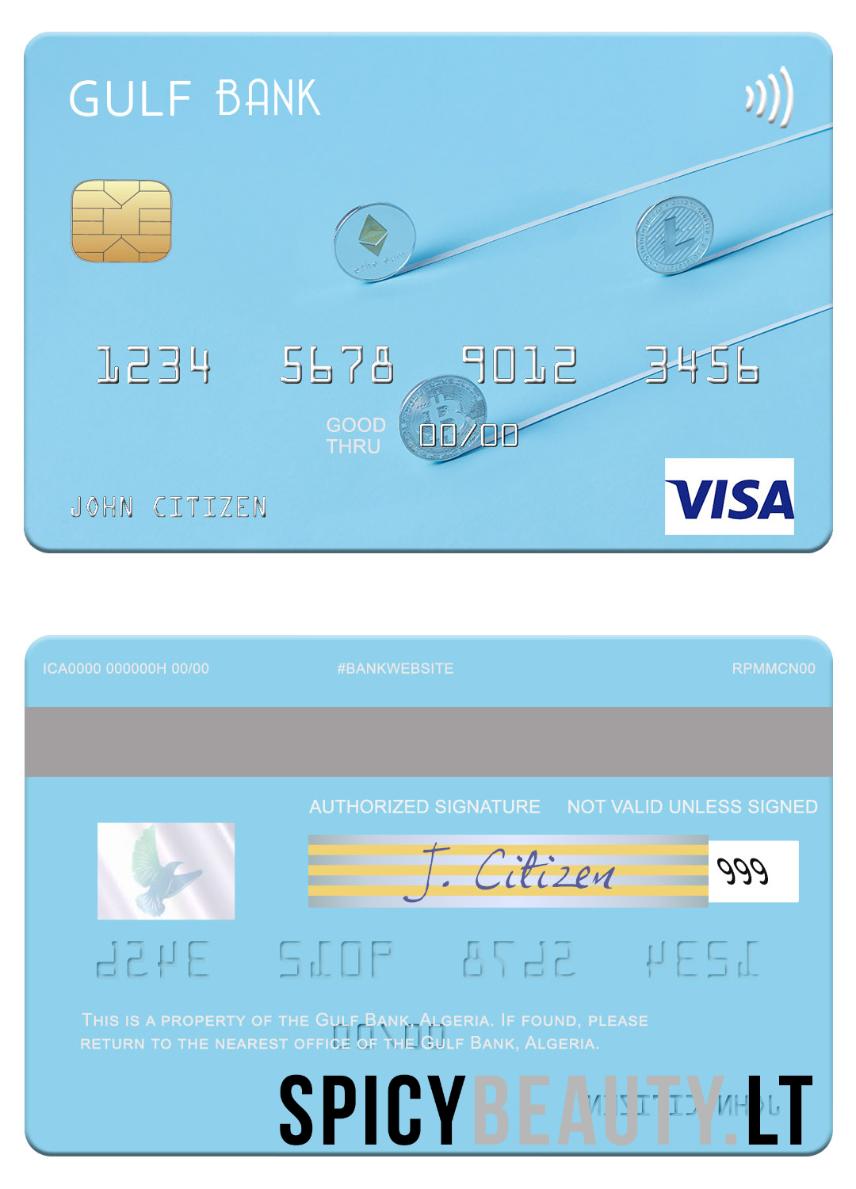 GULF BANK
1234 5678 9012 3456
GOOD
THRU
00/00
JOHN CITIZEN
VISA
ICA0000 000000H 00/00 #BANKWEBSITE RPMMCN00
AUTHORIZED SIGNATURE NOT VALID UNLESS SIGNED
J. Citizen 999
THIS IS A PROPERTY OF THE GULF BANK, ALGERIA. IF FOUND, PLEASE
RETURN TO THE NEAREST OFFICE OF THE GULF BANK, ALGERIA.
SPICYBEAUTY.LT